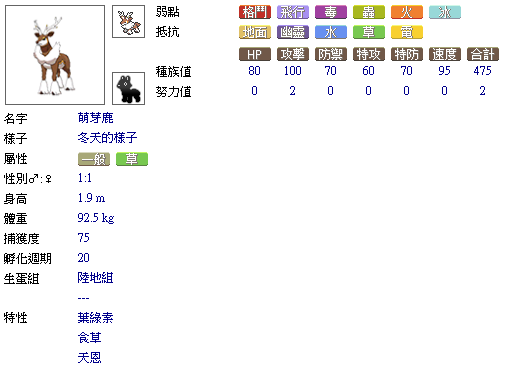 弱點 格鬥 飛行 毒 蟲 火 冰
抵抗 地面 幽靈 水 草 電
HP 攻擊 防禦 特攻 特防 速度 合計
種族值 80 100 70 60 70 95 475
努力值 0 2 0 0 0 0 2
名字 萌芽鹿
樣子 冬天的樣子
屬性 一般 草
性別♂:♀ 1:1
身高 1.9 m
體重 92.5 kg
捕獲度 75
孵化週期 20
生蛋組 陸地組
---
特性 葉綠素
食草
天恩